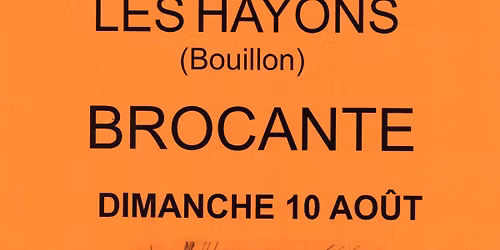 LES HAYONS
(Bouillon)
BROCANTE
DIMANCHE 10 AOÛT